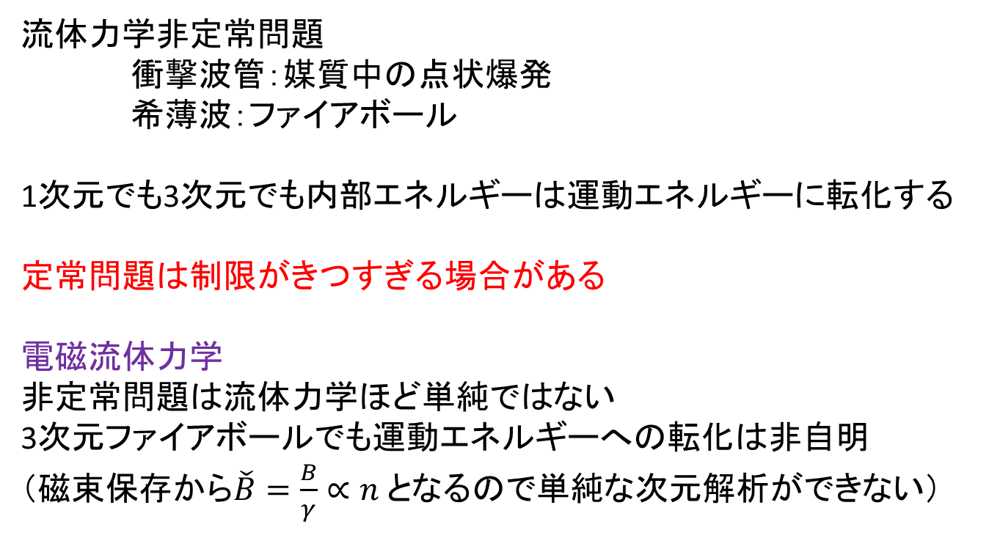 流体力学非定常問題
衝撃波管：媒質中の点状爆発
希薄波：ファイアボール
1次元でも3次元でも内部エネルギーは運動エネルギーに転化する
定常問題は制限がきつすぎる場合がある
電磁流体力学
非定常問題は流体力学ほど単純ではない
3次元ファイアボールでも運動エネルギーへの転化は非自明
（磁束保存からB̌ = B/γ ∝ n となるので単純な次元解析ができない）